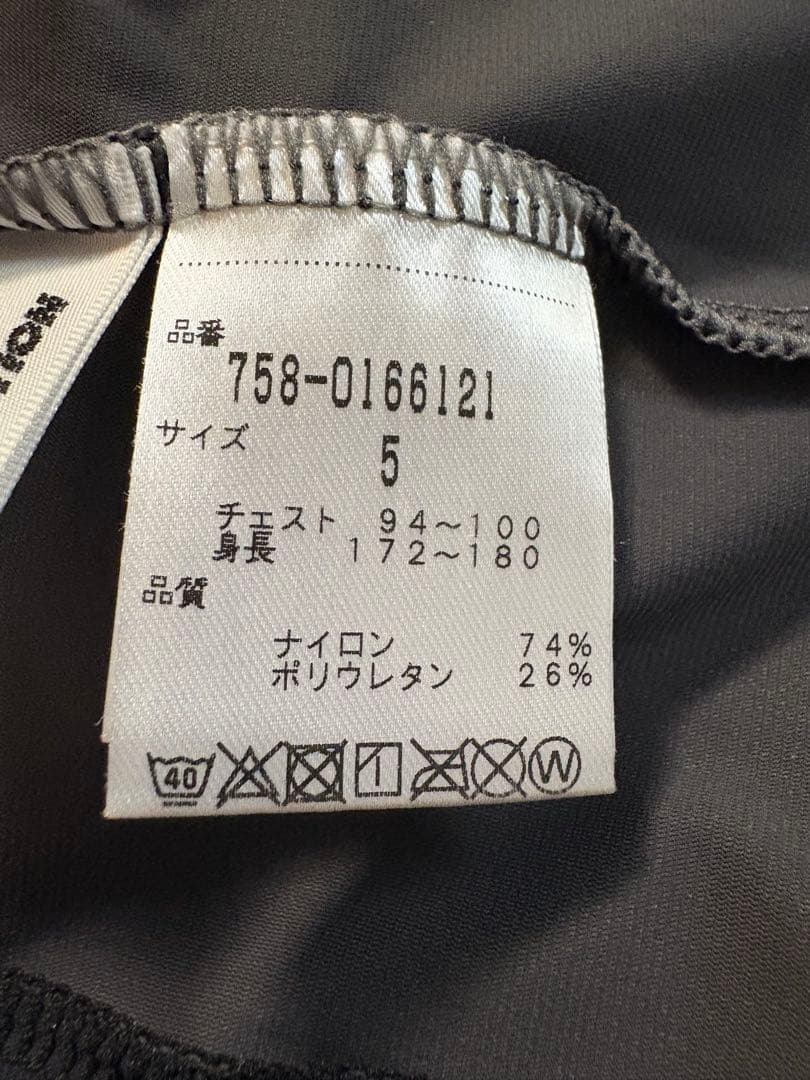 品番
758-0166121
サイズ
5
チェスト 94～100
身長 172～180
品質
ナイロン 74%
ポリウレタン 26%
40
W